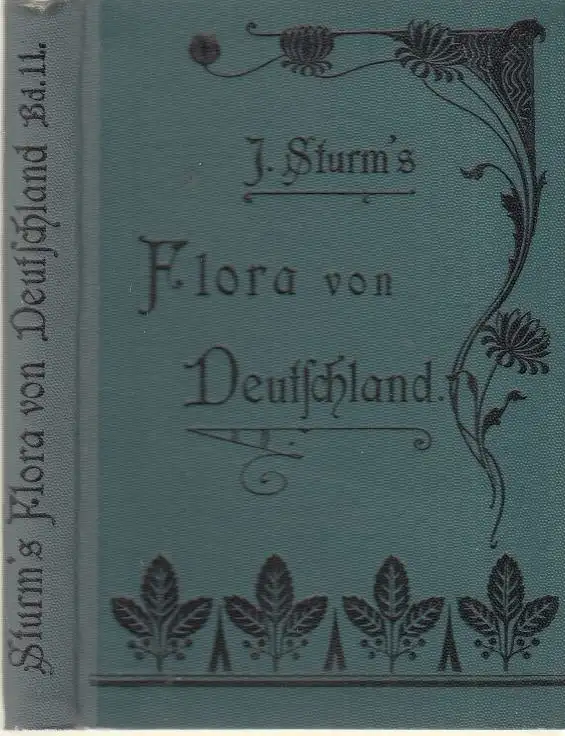 Sturm's Flora von Deutschland Bd. 11.
J. Sturm's
Flora von
Deutschland.